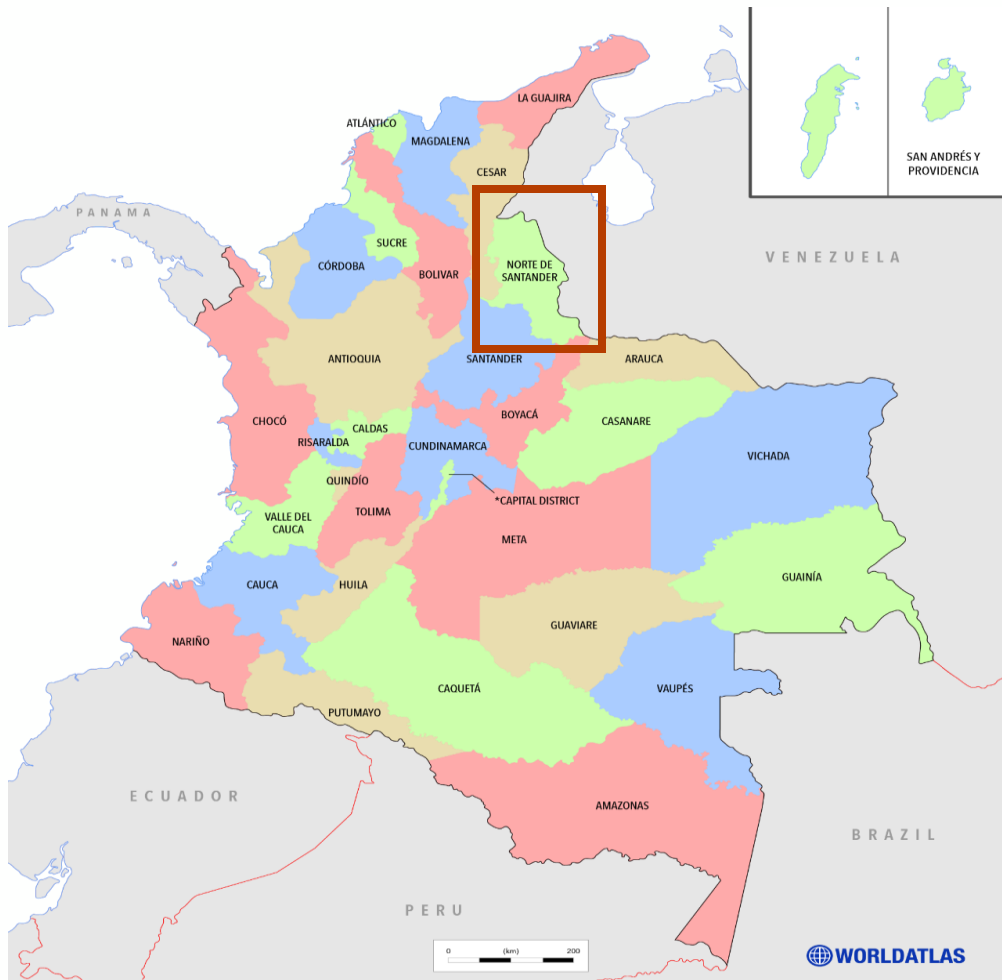 LA GUAJIRA
ATLÁNTICO
MAGDALENA
CESAR
SAN ANDRÉS Y
PROVIDENCIA
PANAMA
SUCRE
VENEZUELA
CÓRDOBA
BOLIVAR
NORTE DE
SANTANDER
ANTIOQUIA
SANTANDER
ARAUCA
CHOCÓ
BOYACÁ
CASANARE
CALDAS
RISARALDA
CUNDINAMARCA
VICHADA
QUINDÍO
*CAPITAL DISTRICT
TOLIMA
VALLE DEL
CAUCA
META
CAUCA
HUILA
GUAINÍA
GUAVIARE
NARIÑO
CAQUETÁ
VAUPÉS
PUTUMAYO
ECUADOR
AMAZONAS
BRAZIL
PERU
0 (km) 200
WORLDATLAS